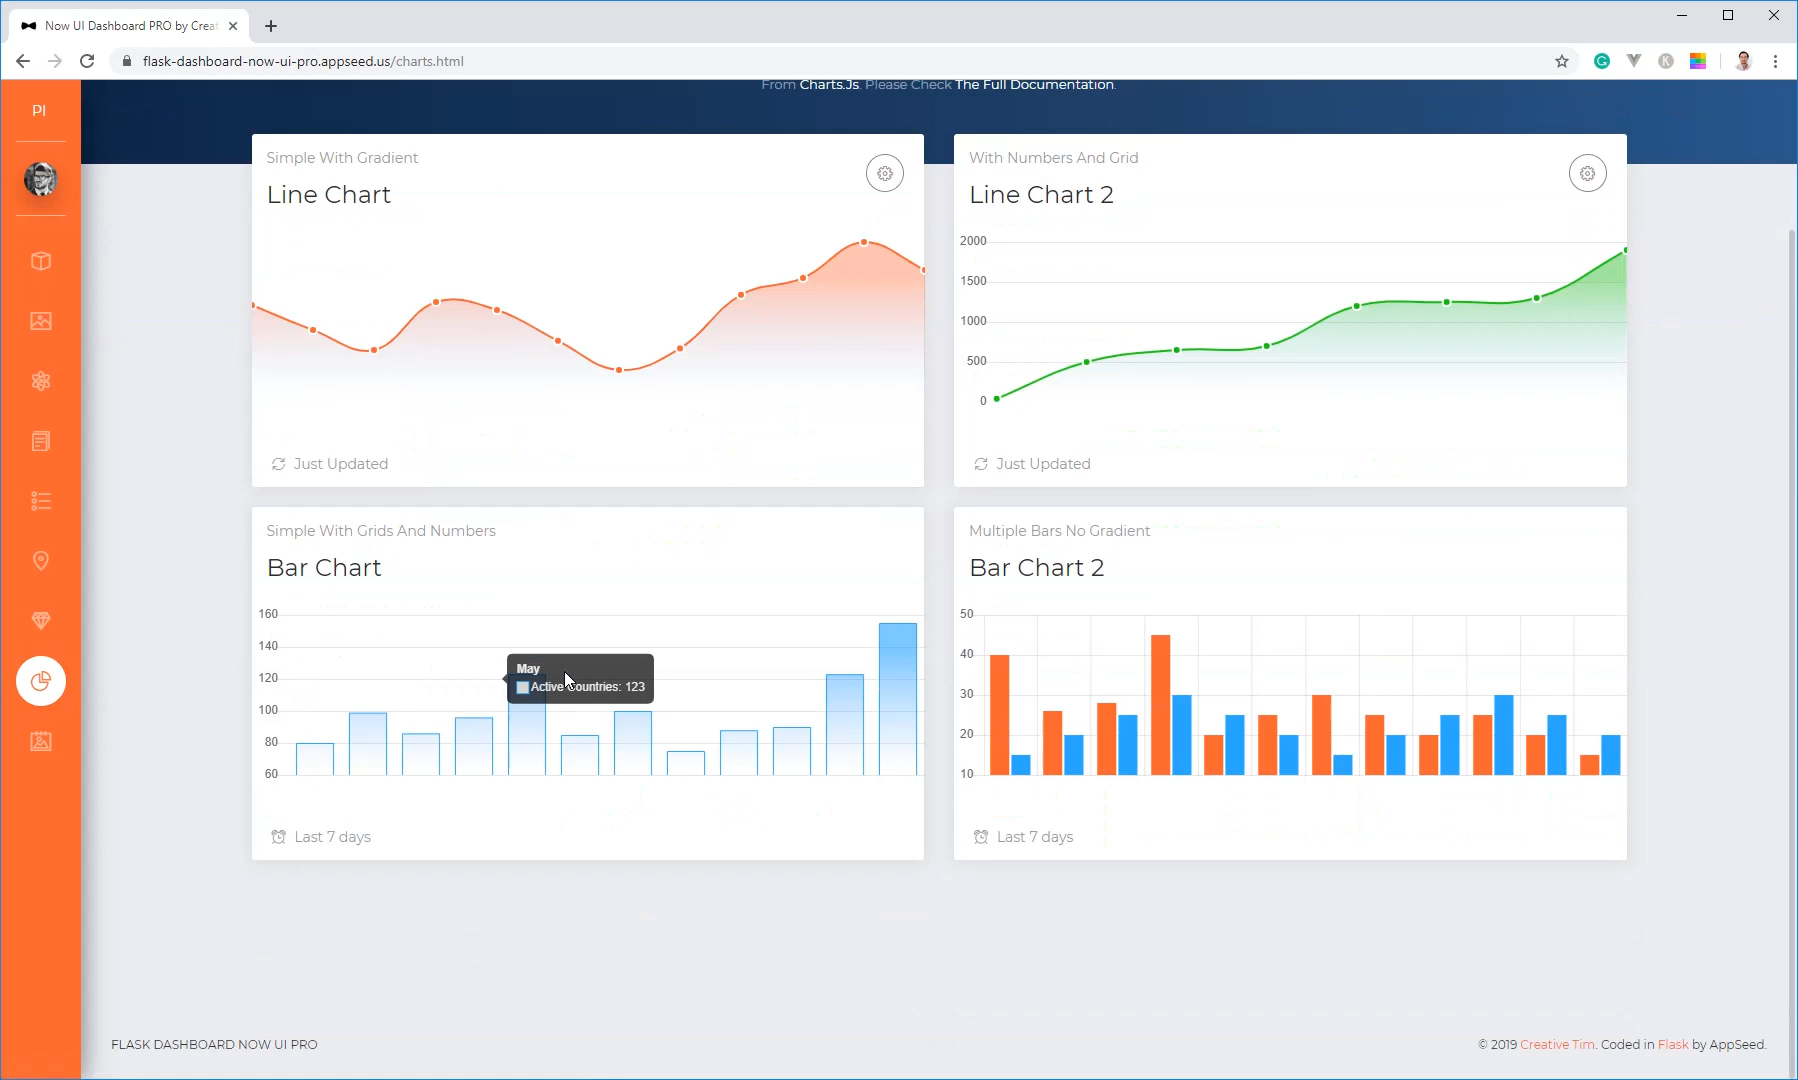 Now UI Dashboard PRO by Creat
flask-dashboard-now-ui-pro.appseed.us/charts.html
PI
From Charts.Js. Please Check The Full Documentation.
Simple With Gradient
Line Chart
Just Updated
With Numbers And Grid
Line Chart 2
2000
1500
1000
500
0
Just Updated
Simple With Grids And Numbers
Bar Chart
160
140
120
100
80
60
May
Active Countries: 123
Last 7 days
Multiple Bars No Gradient
Bar Chart 2
50
40
30
20
10
Last 7 days
FLASK DASHBOARD NOW UI PRO
© 2019 Creative Tim. Coded in Flask by AppSeed.